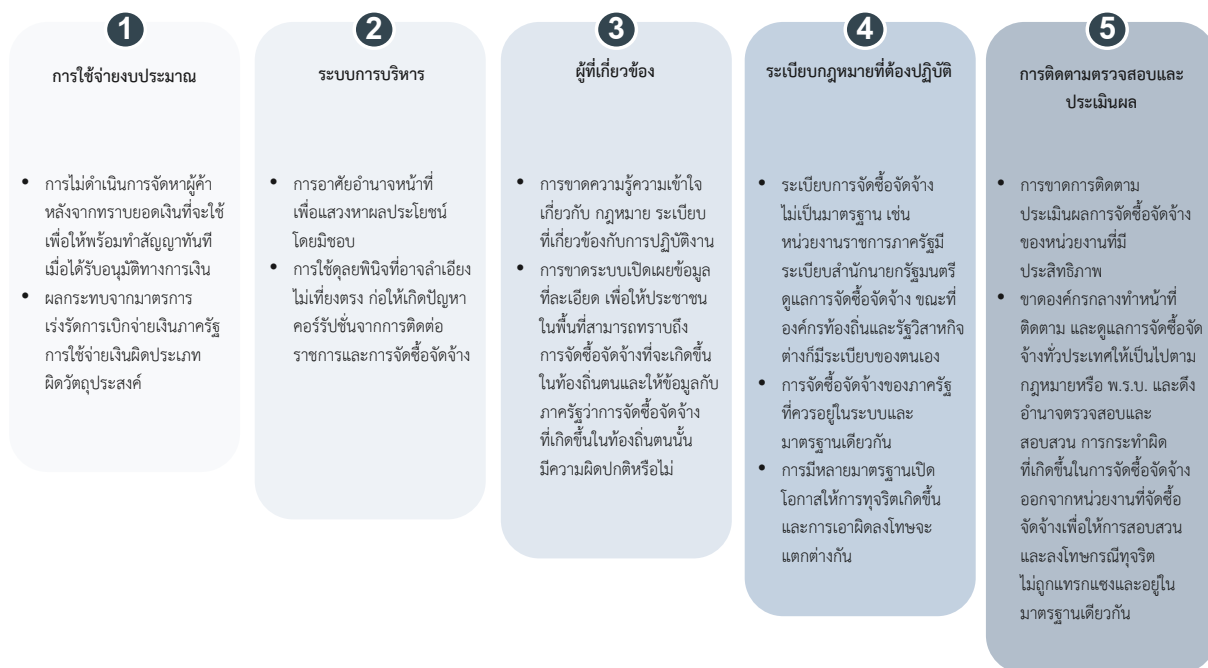 1
การใช้จ่ายงบประมาณ
• การไม่ดำเนินการจัดหาผู้ค้า
หลังจากทราบยอดเงินที่จะใช้
เพื่อให้พร้อมทำสัญญาทันที
เมื่อได้รับอนุมัติทางการเงิน
• ผลกระทบจากมาตรการ
เร่งรัดการเบิกจ่ายเงินภาครัฐ
การใช้จ่ายเงินผิดประเภท
ผิดวัตถุประสงค์
2
ระบบการบริหาร
• การอาศัยอำนาจหน้าที่
เพื่อแสวงหาผลประโยชน์
โดยมิชอบ
• การใช้ดุลยพินิจที่อาจลำเอียง
ไม่เที่ยงตรง ก่อให้เกิดปัญหา
คอร์รัปชั่นจากการติดต่อ
ราชการและการจัดซื้อจัดจ้าง
3
ผู้ที่เกี่ยวข้อง
• การขาดความรู้ความเข้าใจ
เกี่ยวกับ กฎหมาย ระเบียบ
ที่เกี่ยวข้องกับการปฏิบัติงาน
• การขาดระบบเปิดเผยข้อมูล
ที่ละเอียด เพื่อให้ประชาชน
ในพื้นที่สามารถทราบถึง
การจัดซื้อจัดจ้างที่จะเกิดขึ้น
ในท้องถิ่นตนและให้ข้อมูลกับ
ภาครัฐว่าการจัดซื้อจัดจ้าง
ที่เกิดขึ้นในท้องถิ่นตนนั้น
มีความผิดปกติหรือไม่
4
ระเบียบกฎหมายที่ต้องปฏิบัติ
• ระเบียบการจัดซื้อจัดจ้าง
ไม่เป็นมาตรฐาน เช่น
หน่วยงานราชการภาครัฐมี
ระเบียบสำนักนายกรัฐมนตรี
ดูแลการจัดซื้อจัดจ้าง ขณะที่
องค์กรท้องถิ่นและรัฐวิสาหกิจ
ต่างก็มีระเบียบของตนเอง
• การจัดซื้อจัดจ้างของภาครัฐ
ที่ควรอยู่ในระบบและ
มาตรฐานเดียวกัน
• การมีหลายมาตรฐานเปิด
โอกาสให้การทุจริตเกิดขึ้น
และการเอาผิดลงโทษจะ
แตกต่างกัน
5
การติดตามตรวจสอบและ
ประเมินผล
• การขาดการติดตาม
ประเมินผลการจัดซื้อจัดจ้าง
ของหน่วยงานที่มี
ประสิทธิภาพ
• ขาดองค์กรกลางทำหน้าที่
ติดตาม และดูแลการจัดซื้อจัด
จ้างทั่วประเทศให้เป็นไปตาม
กฎหมายหรือ พ.ร.บ. และดึง
อำนาจตรวจสอบและ
สอบสวน การกระทำผิด
ที่เกิดขึ้นในการจัดซื้อจัดจ้าง
ออกจากหน่วยงานที่จัดซื้อ
จัดจ้างเพื่อให้การสอบสวน
และลงโทษกรณีทุจริต
ไม่ถูกแทรกแซงและอยู่ใน
มาตรฐานเดียวกัน